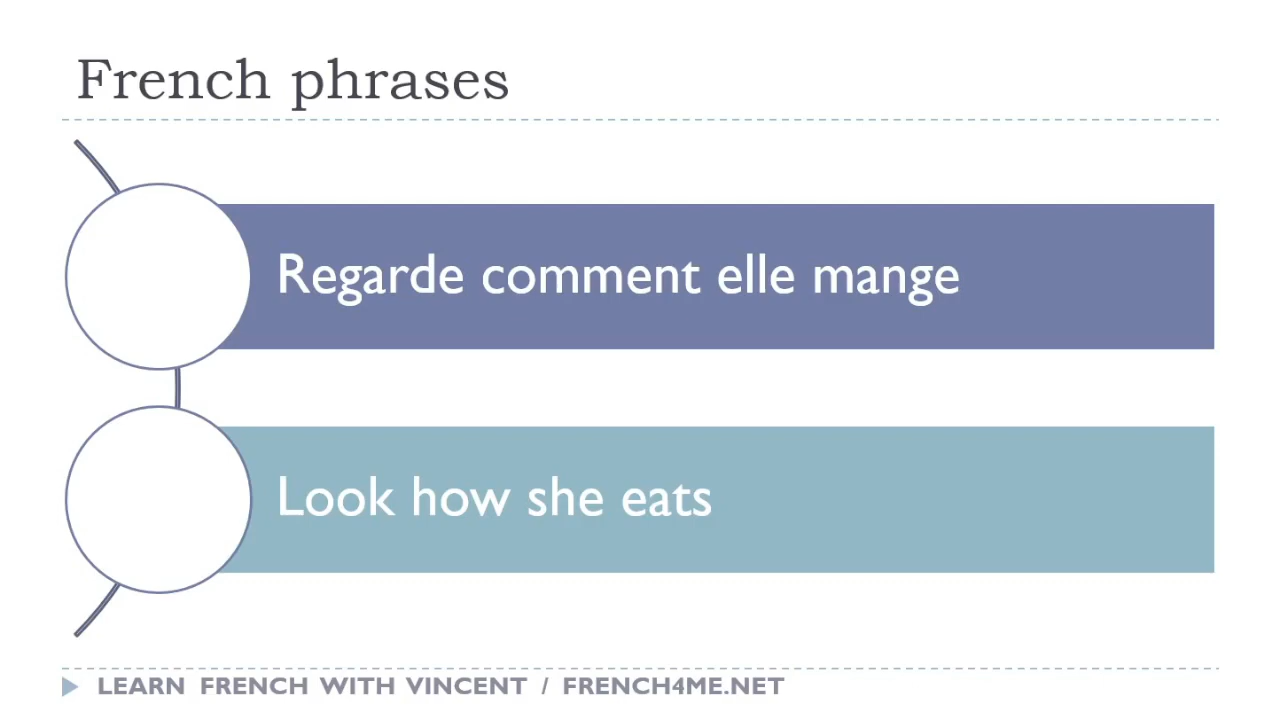 French phrases
Regarde comment elle mange
Look how she eats
LEARN FRENCH WITH VINCENT / FRENCH4ME.NET